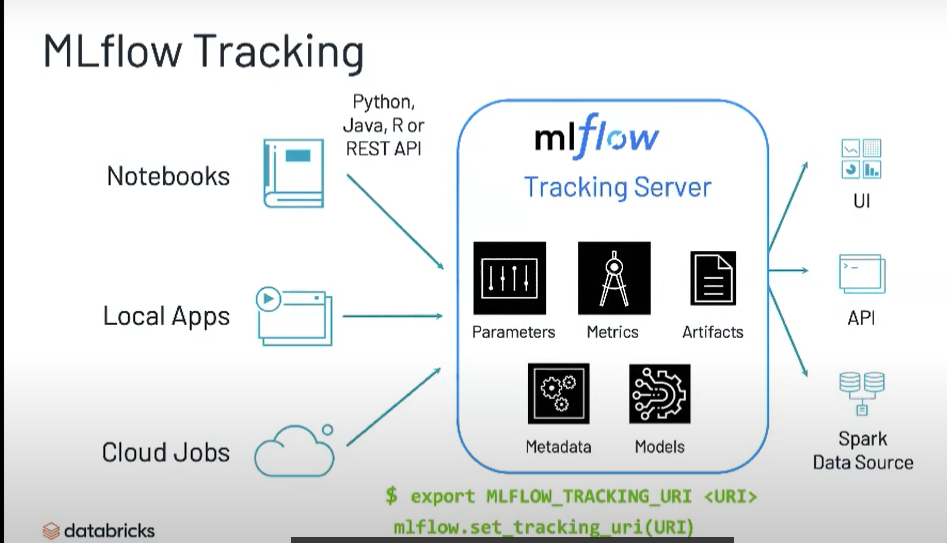 MLflow Tracking
Python,
Java, R or
REST API
Notebooks
Local Apps
Cloud Jobs
mlflow
Tracking Server
Parameters
Metrics
Artifacts
Metadata
Models
UI
>_
API
Spark
Data Source
$ export MLFLOW_TRACKING_URI <URI>
mlflow.set_tracking_uri(URI)
databricks